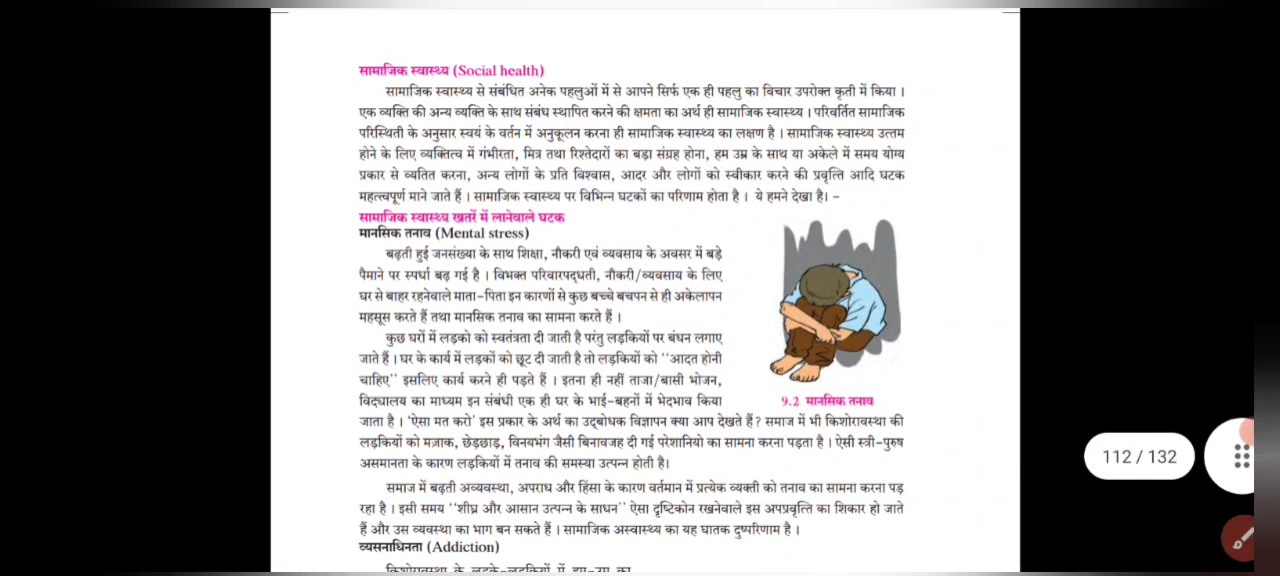 सामाजिक स्वास्थ्य (Social health)
सामाजिक स्वास्थ्य से संबंधित अनेक पहलुओं में से आपने सिर्फ एक ही पहलु का विचार उपरोक्त कृती में किया ।
एक व्यक्ति की अन्य व्यक्ति के साथ संबंध स्थापित करने की क्षमता का अर्थ ही सामाजिक स्वास्थ्य । परिवर्तित सामाजिक
परिस्थिती के अनुसार स्वयं के वर्तन में अनुकूलन करना ही सामाजिक स्वास्थ्य का लक्षण है । सामाजिक स्वास्थ्य उत्तम
होने के लिए व्यक्तित्व में गंभीरता, मित्र तथा रिश्तेदारों का बड़ा संग्रह होना, हम उम्र के साथ या अकेले में समय योग्य
प्रकार से व्यतित करना, अन्य लोगों के प्रति विश्वास, आदर और लोगों को स्वीकार करने की प्रवृत्ति आदि घटक
महत्त्वपूर्ण माने जाते हैं । सामाजिक स्वास्थ्य पर विभिन्न घटकों का परिणाम होता है । ये हमने देखा है। -
सामाजिक स्वास्थ्य खतरें में लानेवाले घटक
मानसिक तनाव (Mental stress)
बढ़ती हुई जनसंख्या के साथ शिक्षा, नौकरी एवं व्यवसाय के अवसर में बड़े
पैमाने पर स्पर्धा बढ़ गई है । विभक्त परिवारपद्धती, नौकरी/व्यवसाय के लिए
घर से बाहर रहनेवाले माता-पिता इन कारणों से कुछ बच्चे बचपन से ही अकेलापन
महसूस करते हैं तथा मानसिक तनाव का सामना करते हैं ।
कुछ घरों में लड़को को स्वतंत्रता दी जाती है परंतु लड़कियों पर बंधन लगाए
जाते हैं । घर के कार्य में लड़कों को छूट दी जाती है तो लड़कियों को "आदत होनी
चाहिए" इसलिए कार्य करने ही पड़ते हैं । इतना ही नहीं ताजा/बासी भोजन,
विद्यालय का माध्यम इन संबंधी एक ही घर के भाई-बहनों में भेदभाव किया
9.2 मानसिक तनाव
जाता है । 'ऐसा मत करो' इस प्रकार के अर्थ का उद्बोधक विज्ञापन क्या आप देखते हैं? समाज में भी किशोरावस्था की
लड़कियों को मज़ाक, छेड़छाड़, विनयभंग जैसी बिनावजह दी गई परेशानियो का सामना करना पड़ता है । ऐसी स्त्री-पुरुष
असमानता के कारण लड़कियों में तनाव की समस्या उत्पन्न होती है।
समाज में बढ़ती अव्यवस्था, अपराध और हिंसा के कारण वर्तमान में प्रत्येक व्यक्ती को तनाव का सामना करना पड़
रहा है । इसी समय "शीघ्र और आसान उत्पन्न के साधन" ऐसा दृष्टिकोन रखनेवाले इस अपप्रवृत्ति का शिकार हो जाते
हैं और उस व्यवस्था का भाग बन सकते हैं । सामाजिक अस्वास्थ्य का यह घातक दुष्परिणाम है ।
व्यसनाधिनता (Addiction)
किशोरावस्था के लड़के-लड़कियों में हम-उम्र का
112 / 132